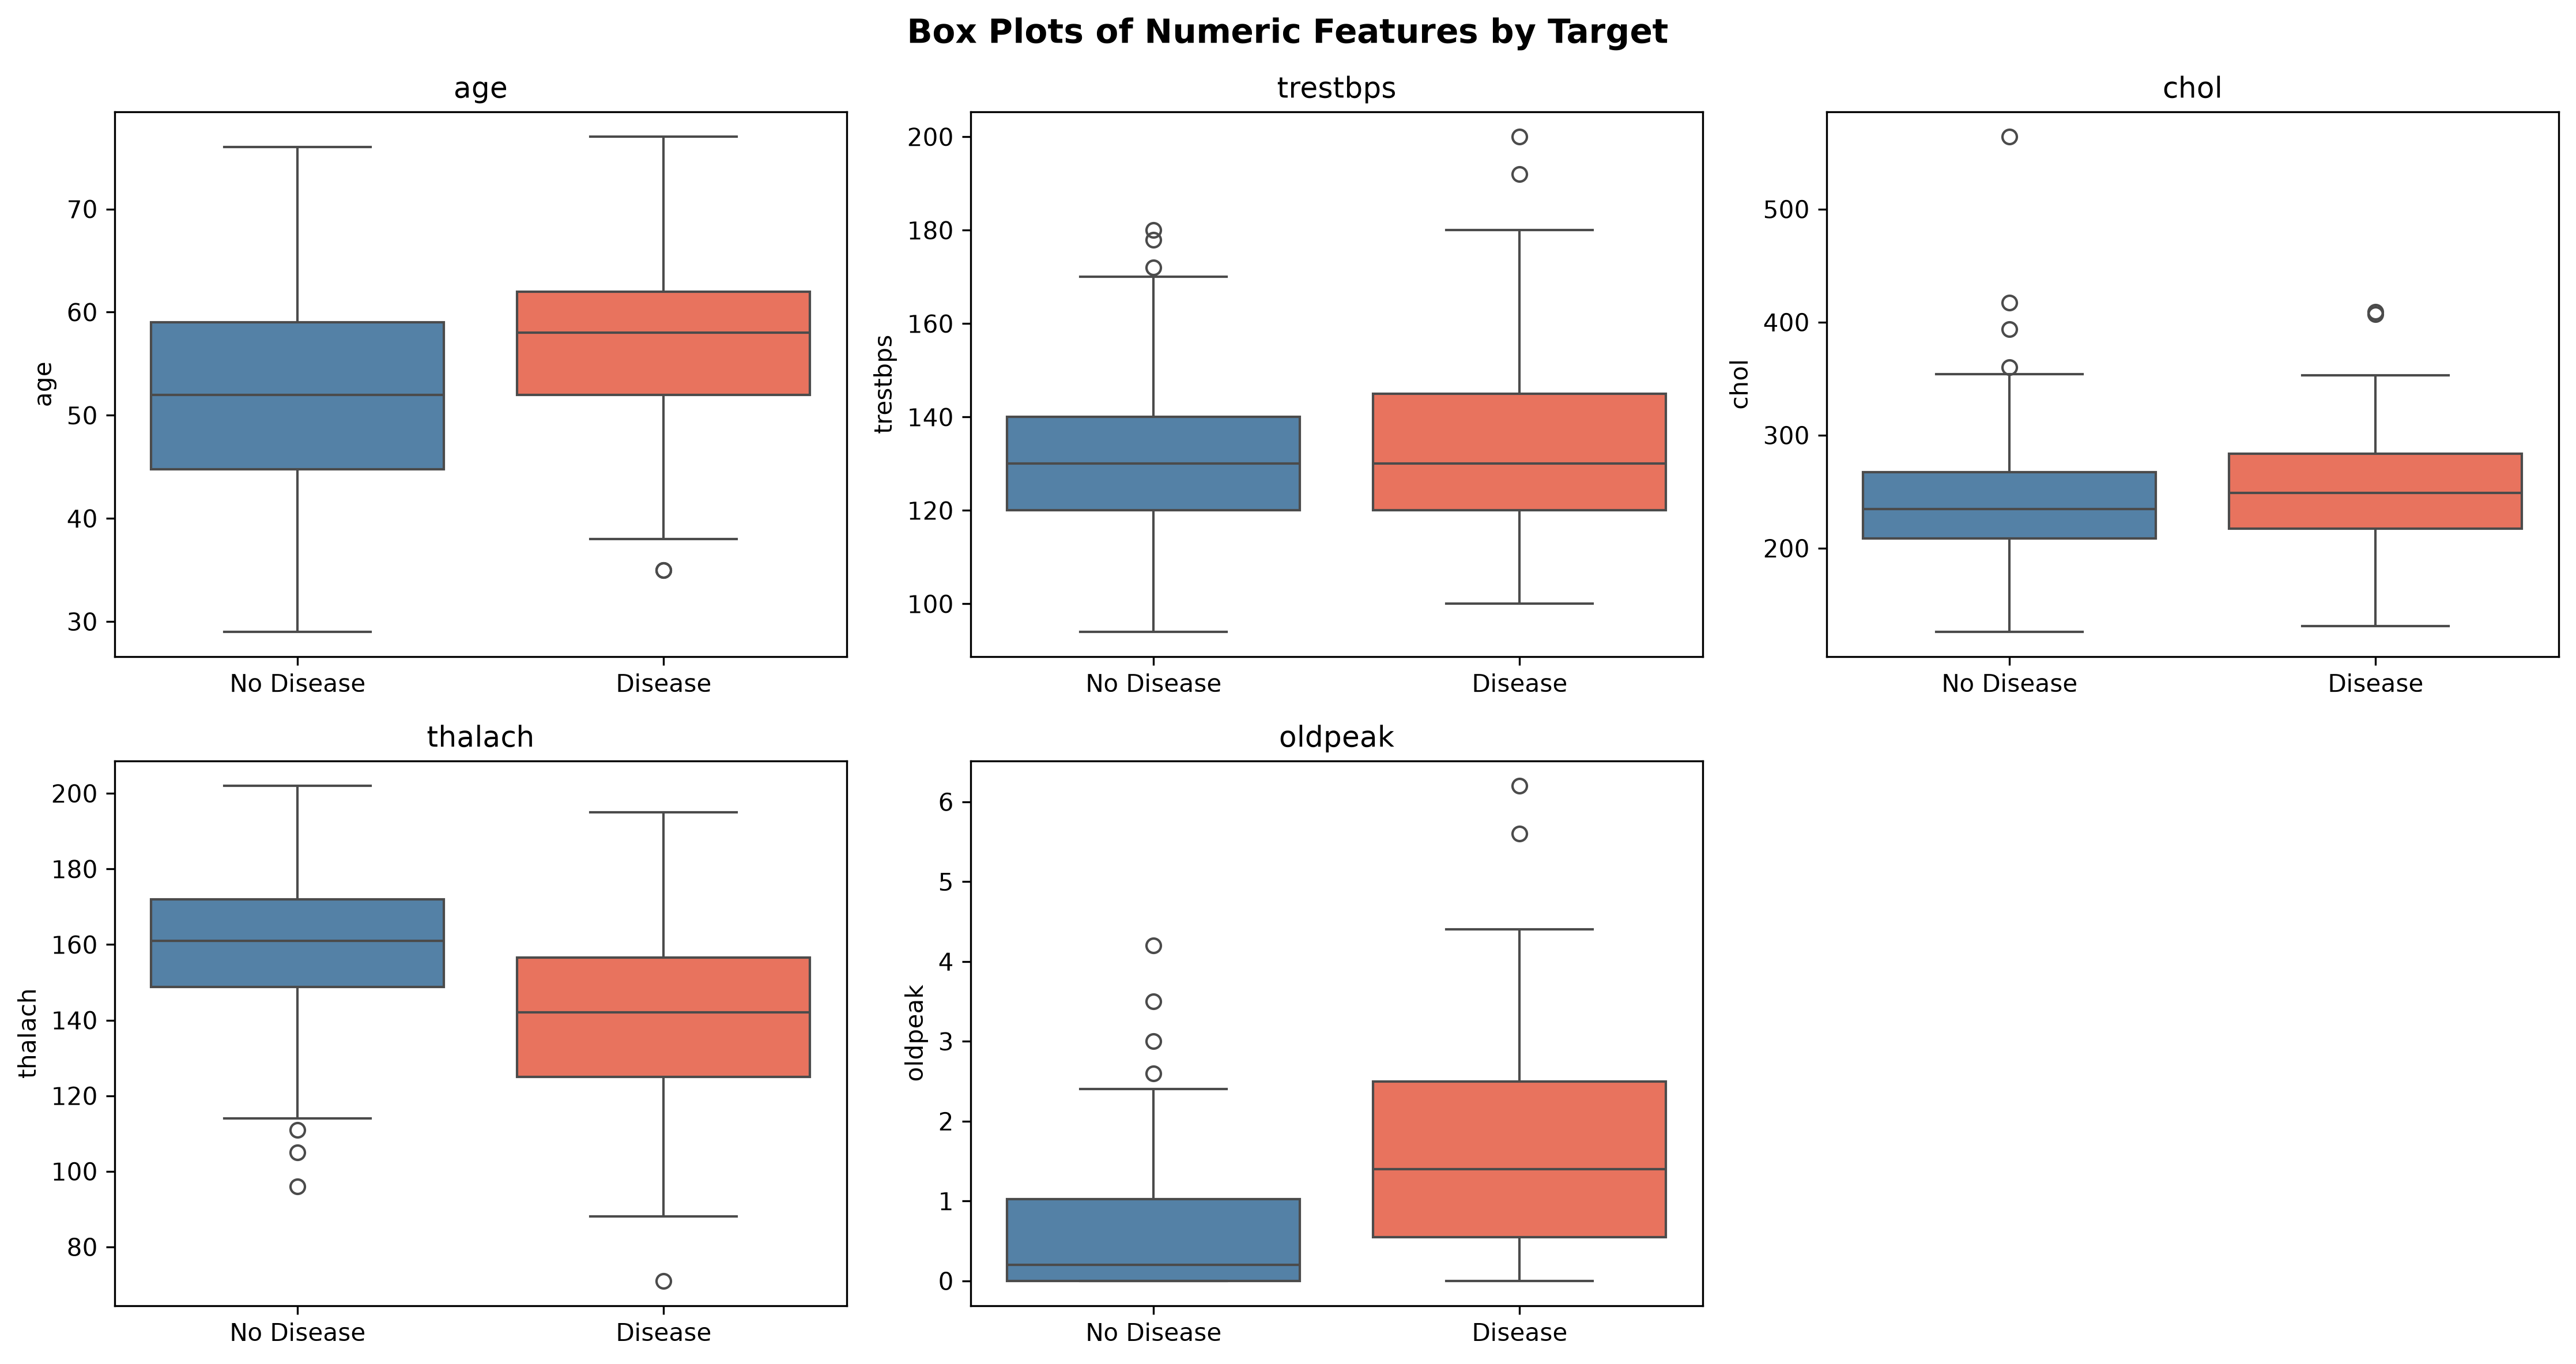 Box Plots of Numeric Features by Target
age
age
70
60
50
40
30
No Disease
Disease
trestbps
trestbps
200
180
160
140
120
100
No Disease
Disease
chol
chol
500
400
300
200
No Disease
Disease
thalach
thalach
200
180
160
140
120
100
80
No Disease
Disease
oldpeak
oldpeak
6
5
4
3
2
1
0
No Disease
Disease